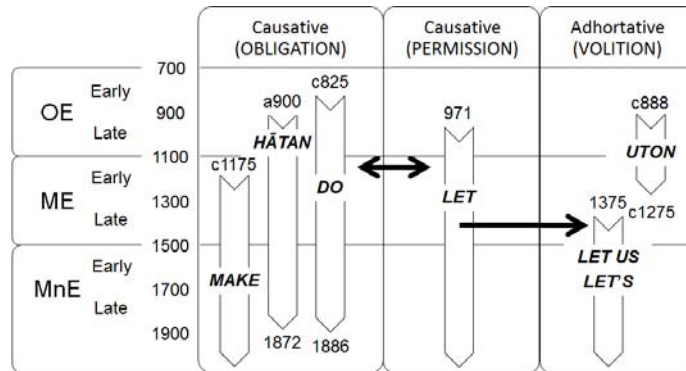 Causative Causative Adhortative
(OBLIGATION) (PERMISSION) (VOLITION)
700
Early c825
OE a900 900 971 c888
Late HĀTAN UTON
1100
c1175
Early DO
ME 1300 LET
Late 1375 c1275
1500 LET US
Early MAKE LET'S
MnE 1700
Late
1900
1872 1886